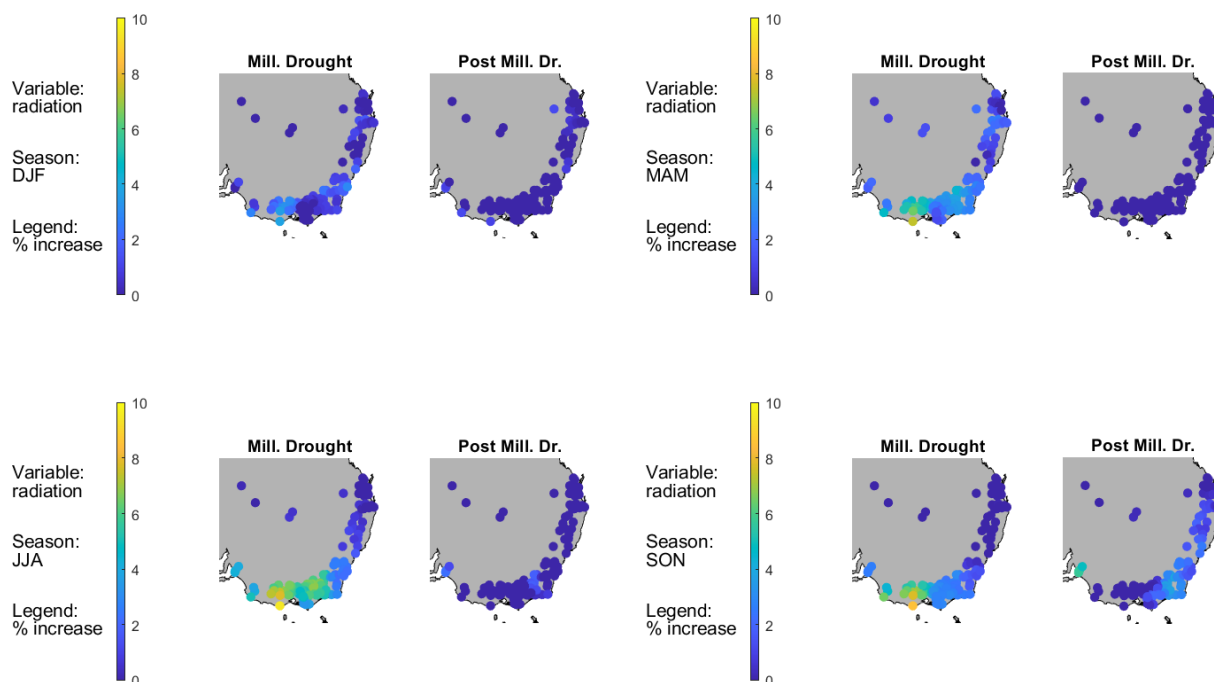 10
8
6
4
2
0
Variable:
radiation
Season:
DJF
Legend:
% increase
Mill. Drought
Post Mill. Dr.
10
8
6
4
2
0
Variable:
radiation
Season:
MAM
Legend:
% increase
Mill. Drought
Post Mill. Dr.
10
8
6
4
2
0
Variable:
radiation
Season:
JJA
Legend:
% increase
Mill. Drought
Post Mill. Dr.
10
8
6
4
2
0
Variable:
radiation
Season:
SON
Legend:
% increase
Mill. Drought
Post Mill. Dr.